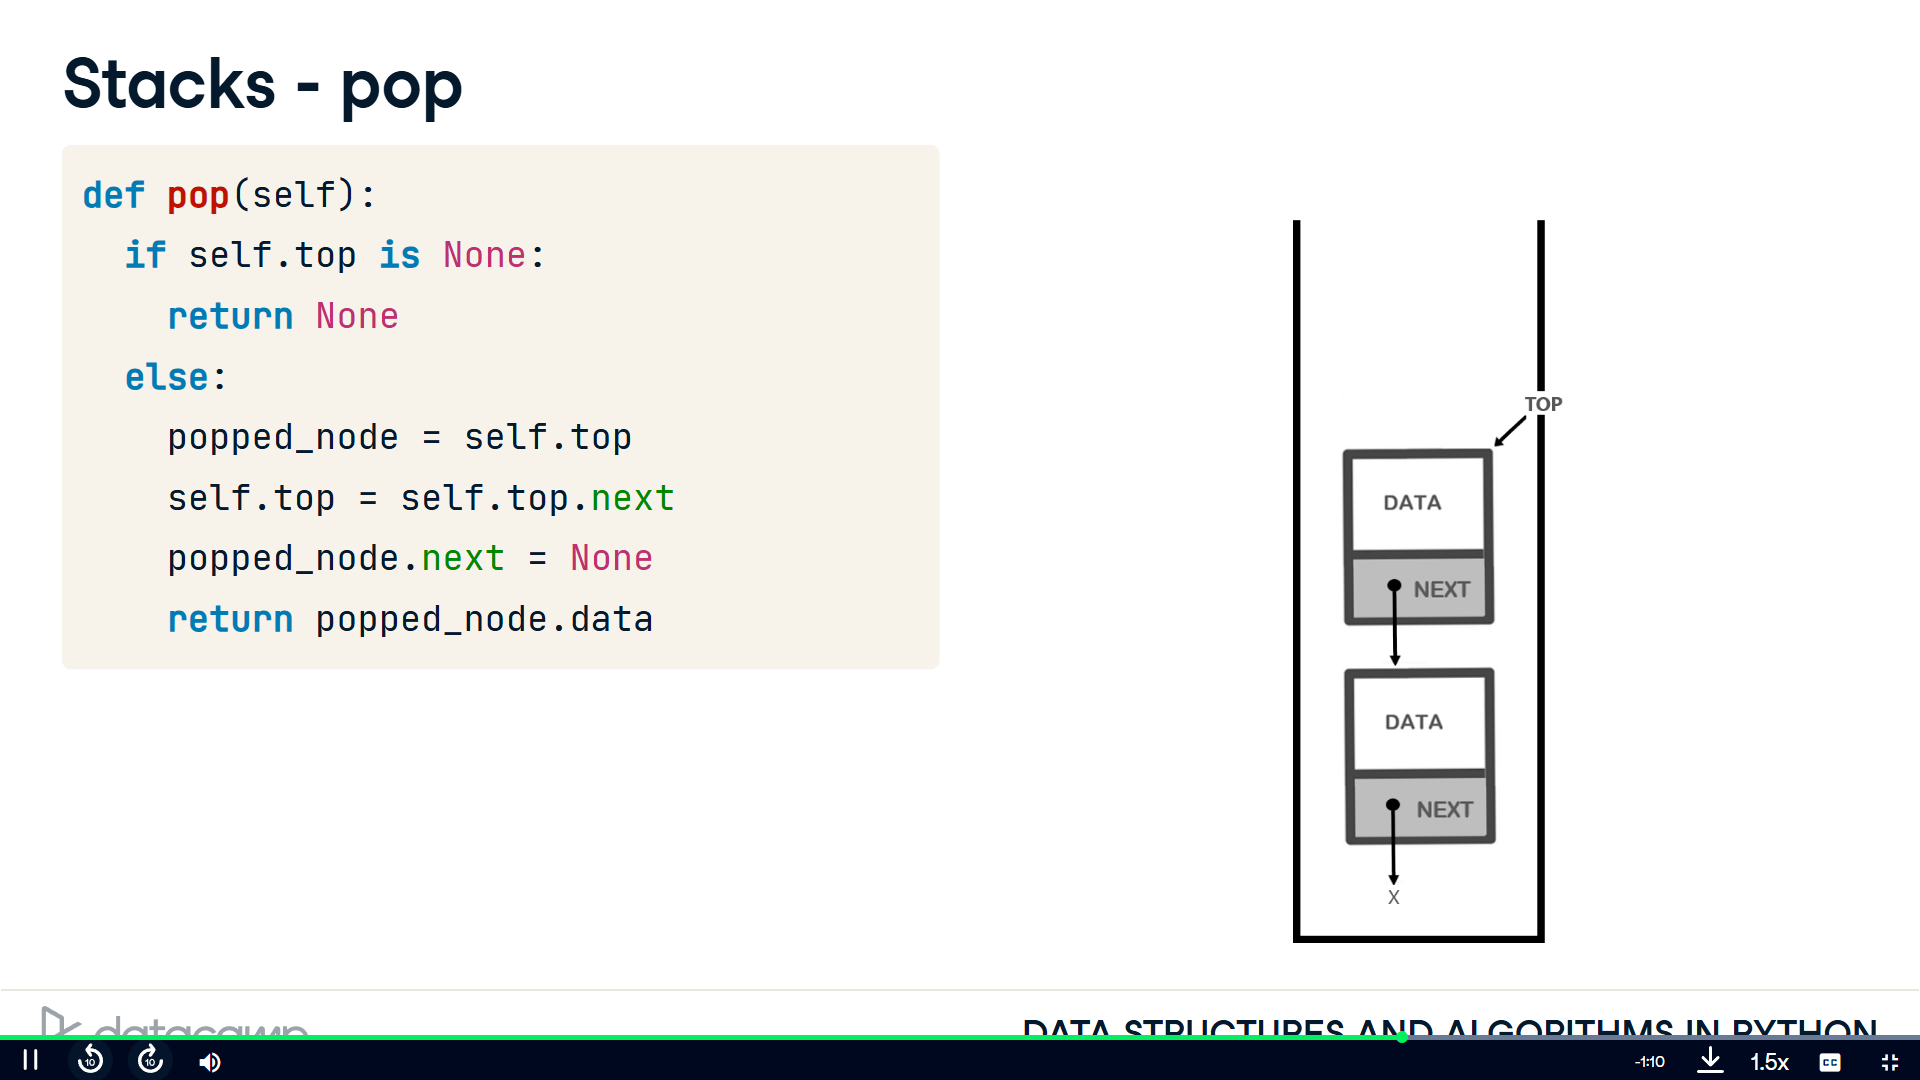 Stacks - pop
def pop(self):
if self.top is None:
return None
else:
popped_node = self.top
self.top = self.top.next
popped_node.next = None
return popped_node.data
TOP
DATA
NEXT
DATA
NEXT
X
datacamp
DATA STRUCTURES AND ALGORITHMS IN PYTHON
10
10
-1:10
1.5x
CC